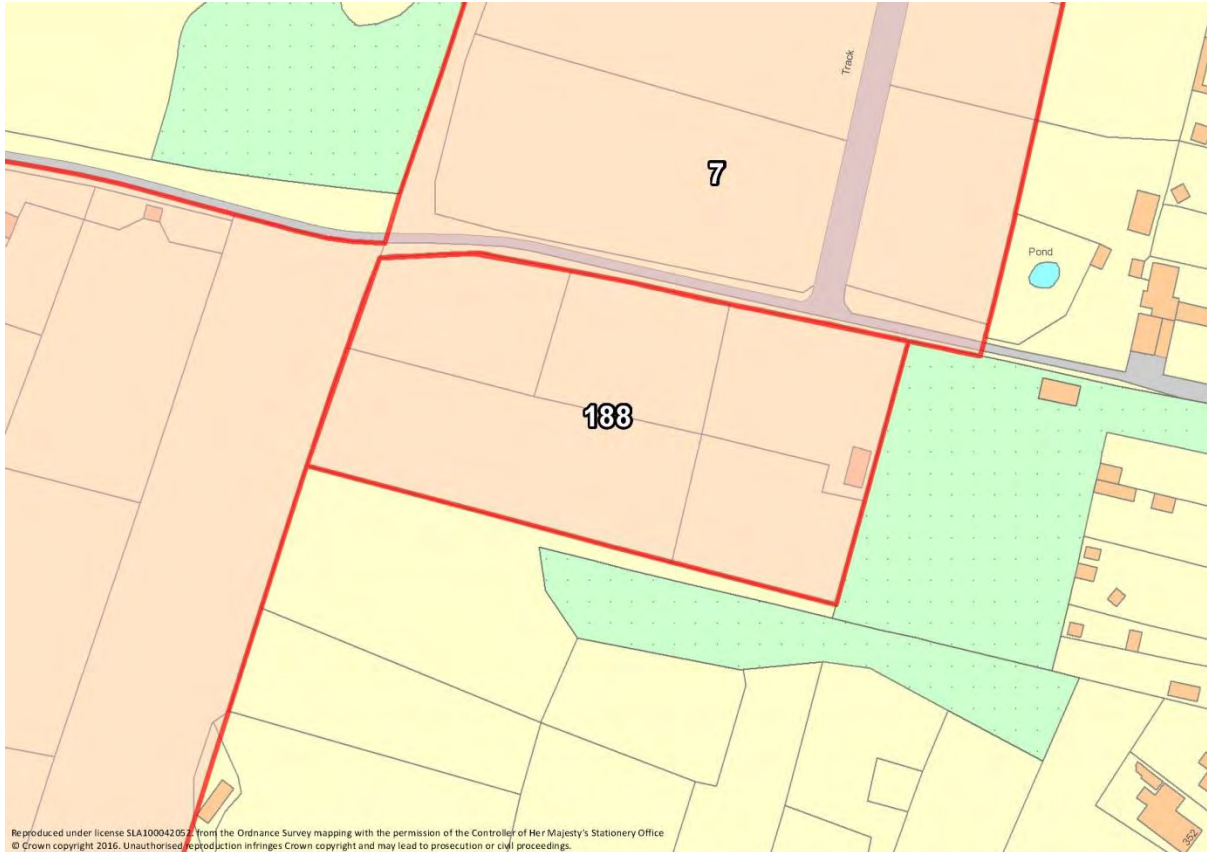 Track
7
Pond
188
352
Reproduced under license SLA100042052. from the Ordnance Survey mapping with the permission of the Controller of Her Majesty's Stationery Office
© Crown copyright 2016. Unauthorised reproduction infringes Crown copyright and may lead to prosecution or civil proceedings.